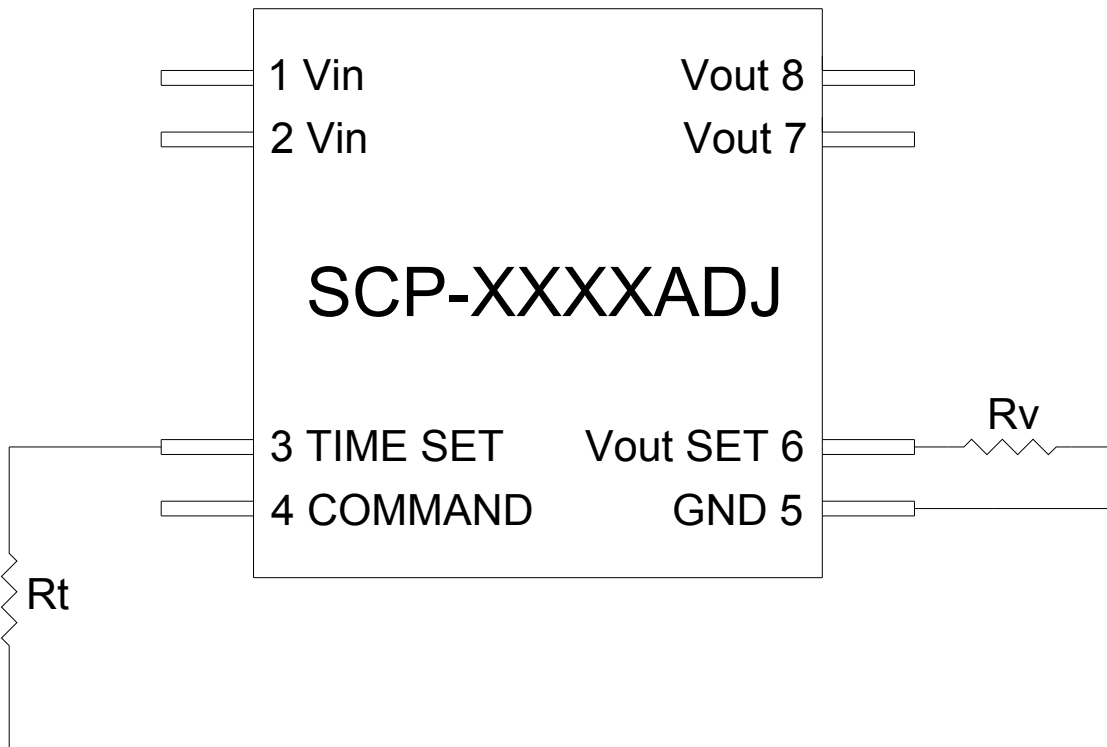 1 Vin
Vout 8
2 Vin
Vout 7
SCP-XXXXADJ
Rv
3 TIME SET
Vout SET 6
4 COMMAND
GND 5
Rt